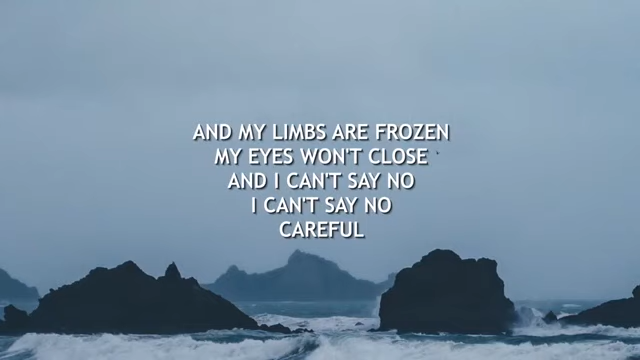 AND MY LIMBS ARE FROZEN
MY EYES WON'T CLOSE
AND I CAN'T SAY NO
I CAN'T SAY NO
CAREFUL